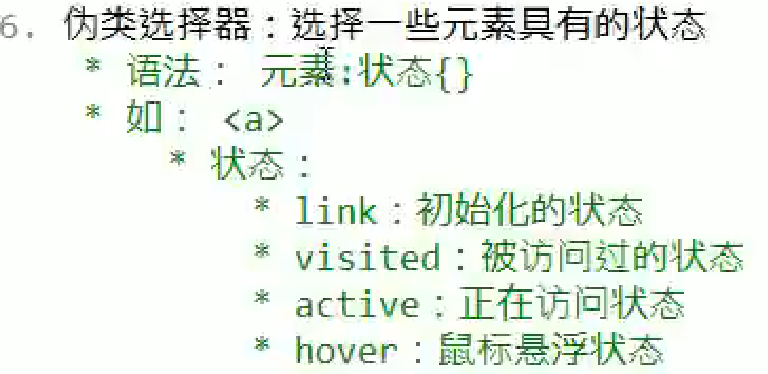 6. 伪类选择器：选择一些元素具有的状态
* 语法： 元素:状态{}
* 如： <a>
* 状态：
* link：初始化的状态
* visited：被访问过的状态
* active：正在访问状态
* hover：鼠标悬浮状态